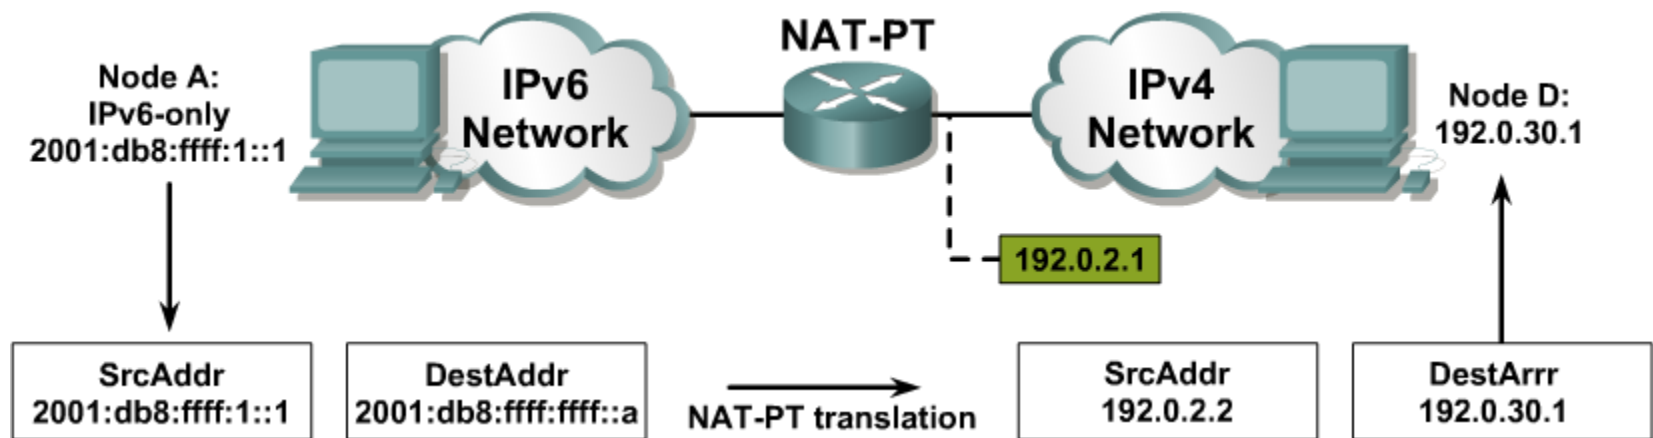 NAT-PT
Node A:
IPv6-only
2001:db8:ffff:1::1
IPv6
Network
IPv4
Network
Node D:
192.0.30.1
192.0.2.1
SrcAddr
2001:db8:ffff:1::1
DestAddr
2001:db8:ffff:ffff::a
NAT-PT translation
SrcAddr
192.0.2.2
DestArrr
192.0.30.1